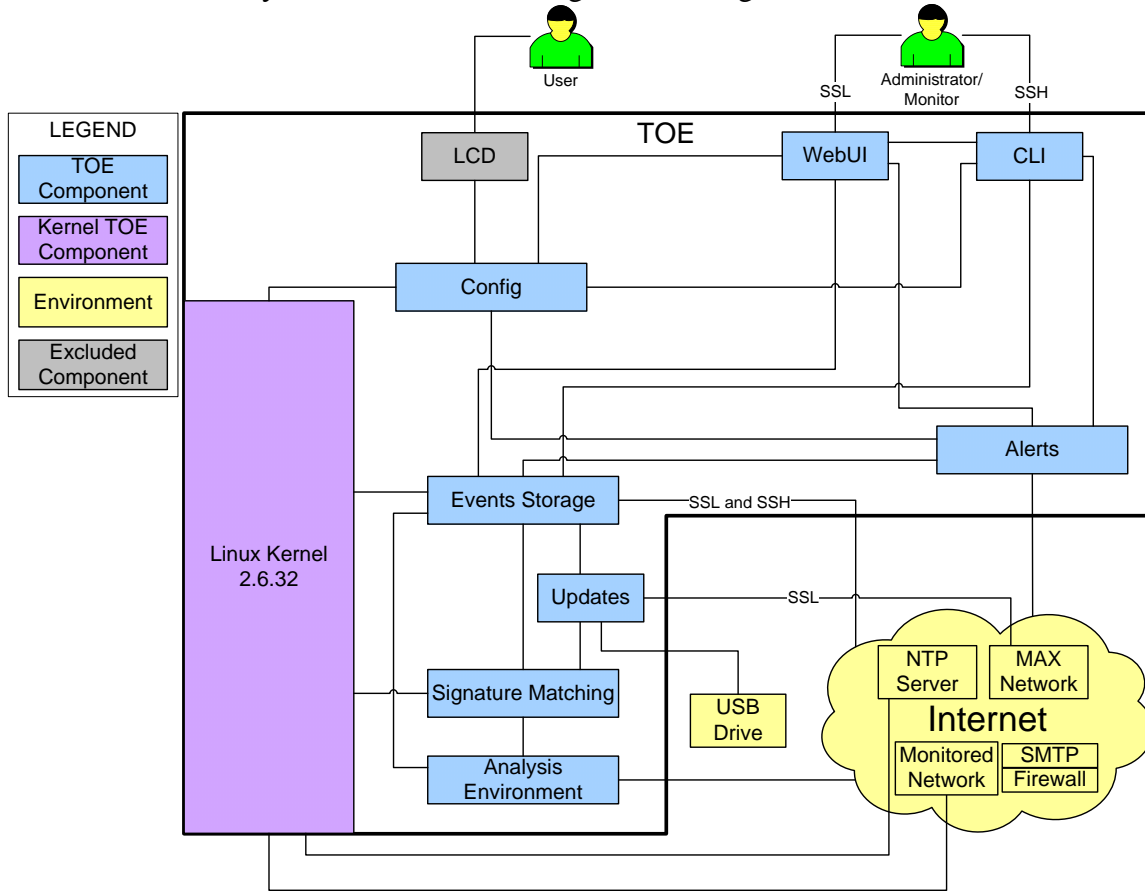 User
Administrator/
Monitor
SSL
SSH
LEGEND
TOE
Component
Kernel TOE
Component
Environment
Excluded
Component
TOE
LCD
WebUI
CLI
Config
Alerts
Events Storage
SSL and SSH
Linux Kernel
2.6.32
Updates
SSL
Signature Matching
USB
Drive
Analysis
Environment
NTP
Server
MAX
Network
Internet
Monitored
Network
SMTP
Firewall